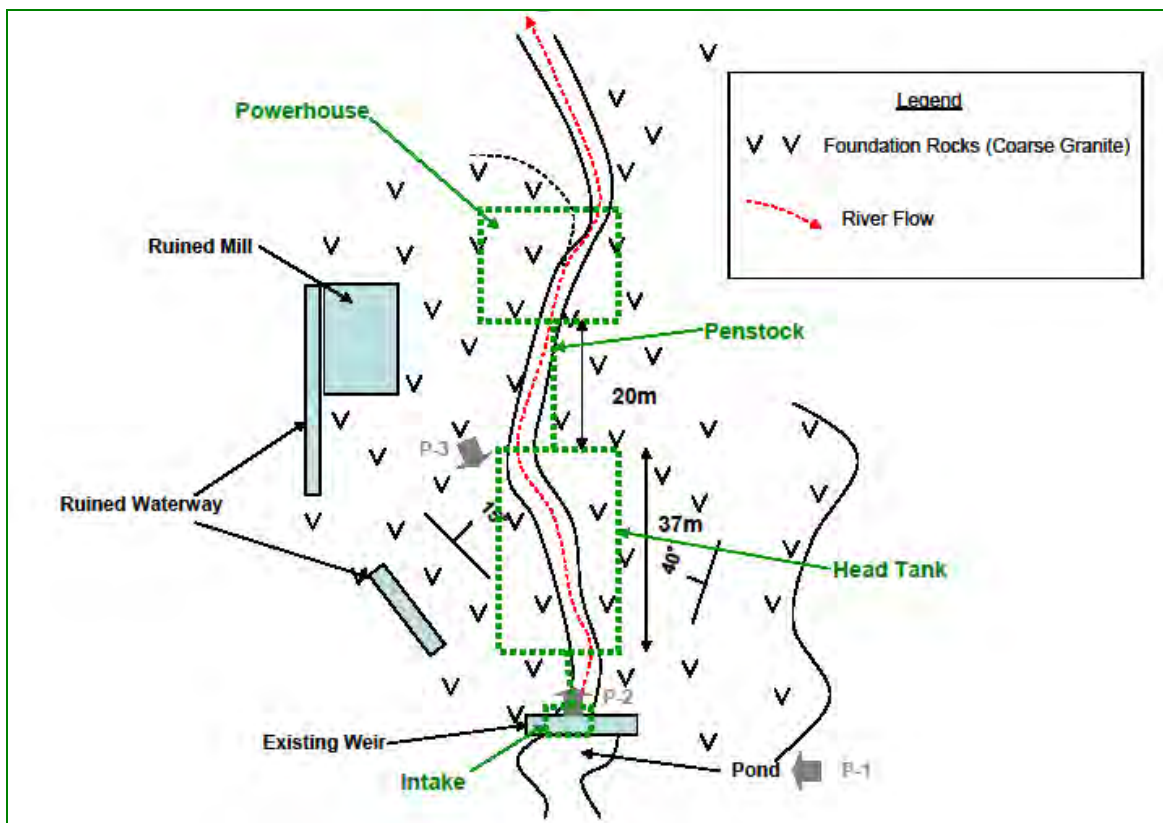 Powerhouse
Legend
V V Foundation Rocks (Coarse Granite)
River Flow
Ruined Mill
Penstock
20m
P-3
Ruined Waterway
15°
37m
40°
Head Tank
P-2
Existing Weir
Intake
Pond
P-1